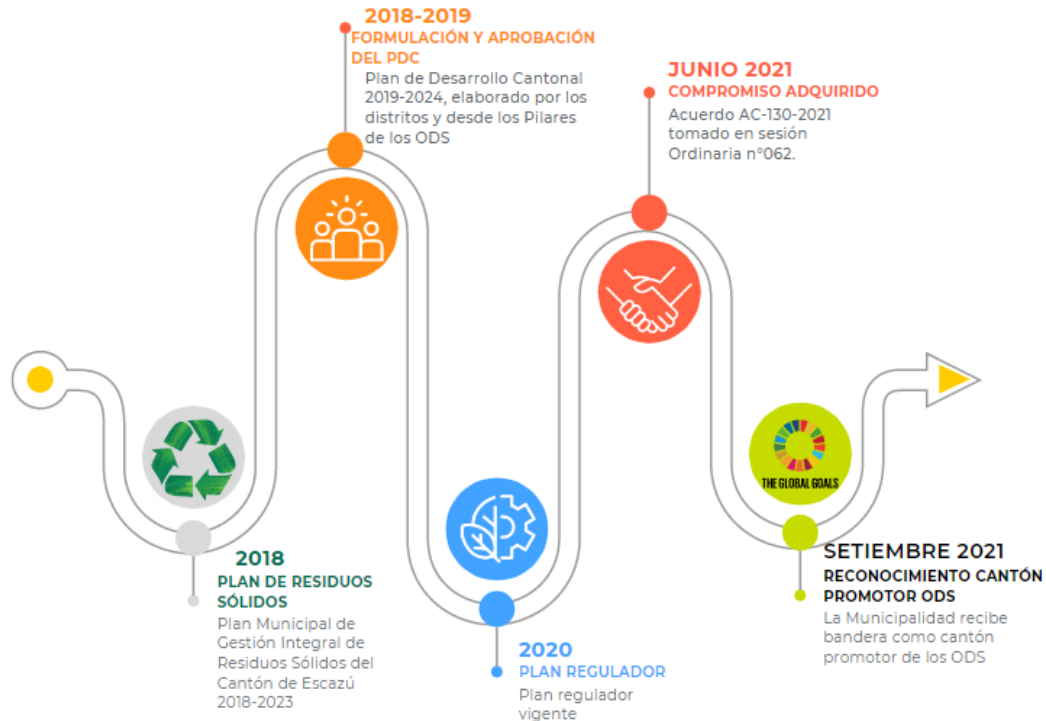 2018-2019
FORMULACIÓN Y APROBACIÓN
DEL PDC
Plan de Desarrollo Cantonal
2019-2024, elaborado por los
distritos y desde los Pilares
de los ODS
JUNIO 2021
COMPROMISO ADQUIRIDO
Acuerdo AC-130-2021
tomado en sesión
Ordinaria n°062.
THE GLOBAL GOALS
2018
PLAN DE RESIDUOS
SÓLIDOS
Plan Municipal de
Gestión Integral de
Residuos Sólidos del
Cantón de Escazú
2018-2023
2020
PLAN REGULADOR
Plan regulador
vigente
SETIEMBRE 2021
RECONOCIMIENTO CANTÓN
PROMOTOR ODS
La Municipalidad recibe
bandera como cantón
promotor de los ODS